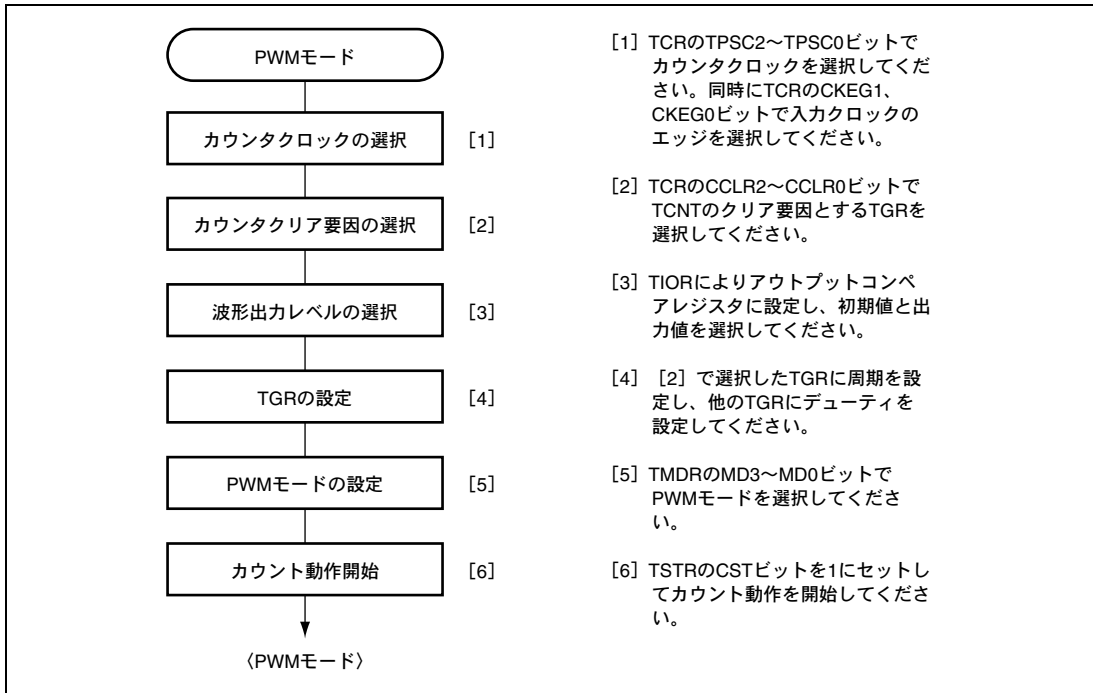 PWMモード
カウンタクロックの選択 [1]
カウンタクリア要因の選択 [2]
波形出力レベルの選択 [3]
TGRの設定 [4]
PWMモードの設定 [5]
カウント動作開始 [6]
〈PWMモード〉
[1] TCRのTPSC2～TPSC0ビットで
カウンタクロックを選択してくだ
さい。同時にTCRのCKEG1、
CKEG0ビットで入力クロックの
エッジを選択してください。
[2] TCRのCCLR2～CCLR0ビットで
TCNTのクリア要因とするTGRを
選択してください。
[3] TIORによりアウトプットコンペ
アレジスタに設定し、初期値と出
力値を選択してください。
[4] [2]で選択したTGRに周期を設
定し、他のTGRにデューティを
設定してください。
[5] TMDRのMD3～MD0ビットで
PWMモードを選択してくださ
い。
[6] TSTRのCSTビットを1にセットし
てカウント動作を開始してくださ
い。